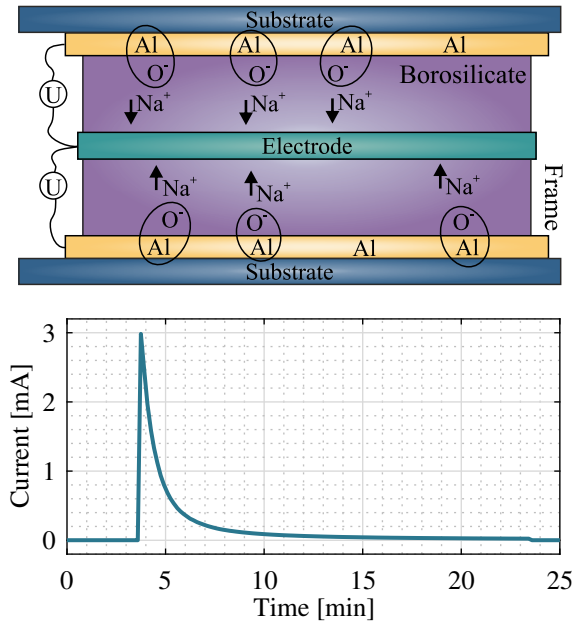 Substrate
Al Al Al Al
O⁻ O⁻ O⁻ Borosilicate
U Na⁺ Na⁺ Na⁺
Electrode
U Na⁺ Na⁺ Na⁺
Frame
O⁻ O⁻ O⁻
Al Al Al Al
Substrate
3
2
1
0
Current [mA]
0 5 10 15 20 25
Time [min]